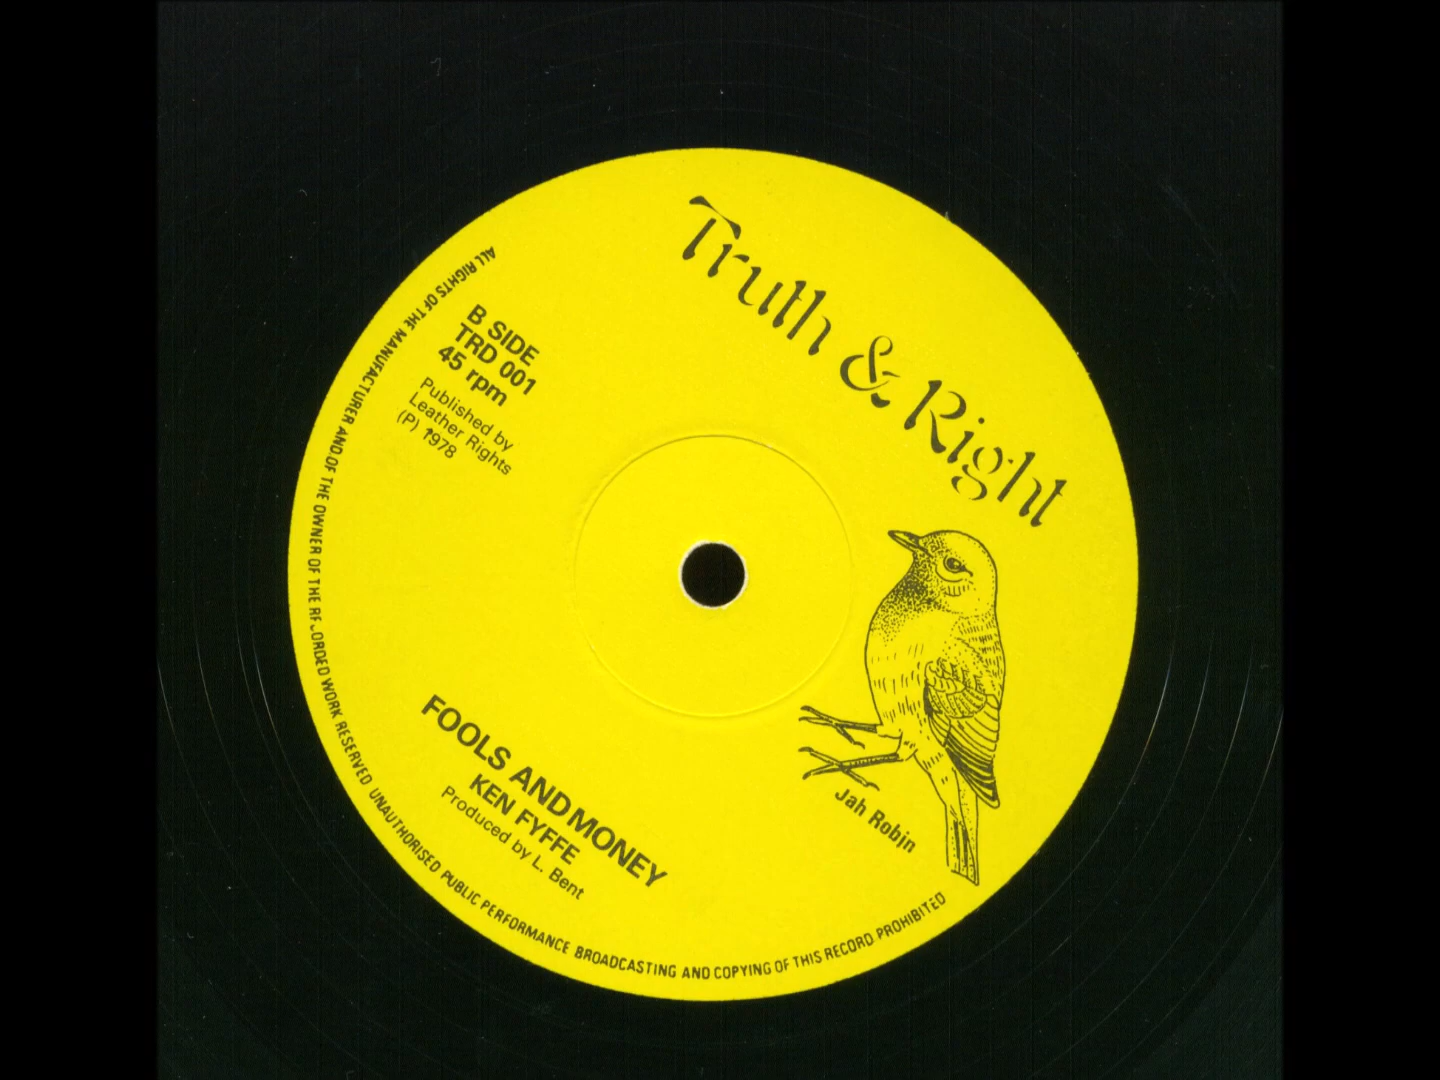 Truth & Right
B SIDE
TRD 001
45 rpm
Published by
Leather Rights
(P) 1978
Jah Robin
FOOLS AND MONEY
KEN FYFFE
Produced by L. Bent
ALL RIGHTS OF THE MANUFACTURER AND OF THE OWNER OF THE RECORDED WORK RESERVED UNAUTHORISED PUBLIC PERFORMANCE BROADCASTING AND COPYING OF THIS RECORD PROHIBITED